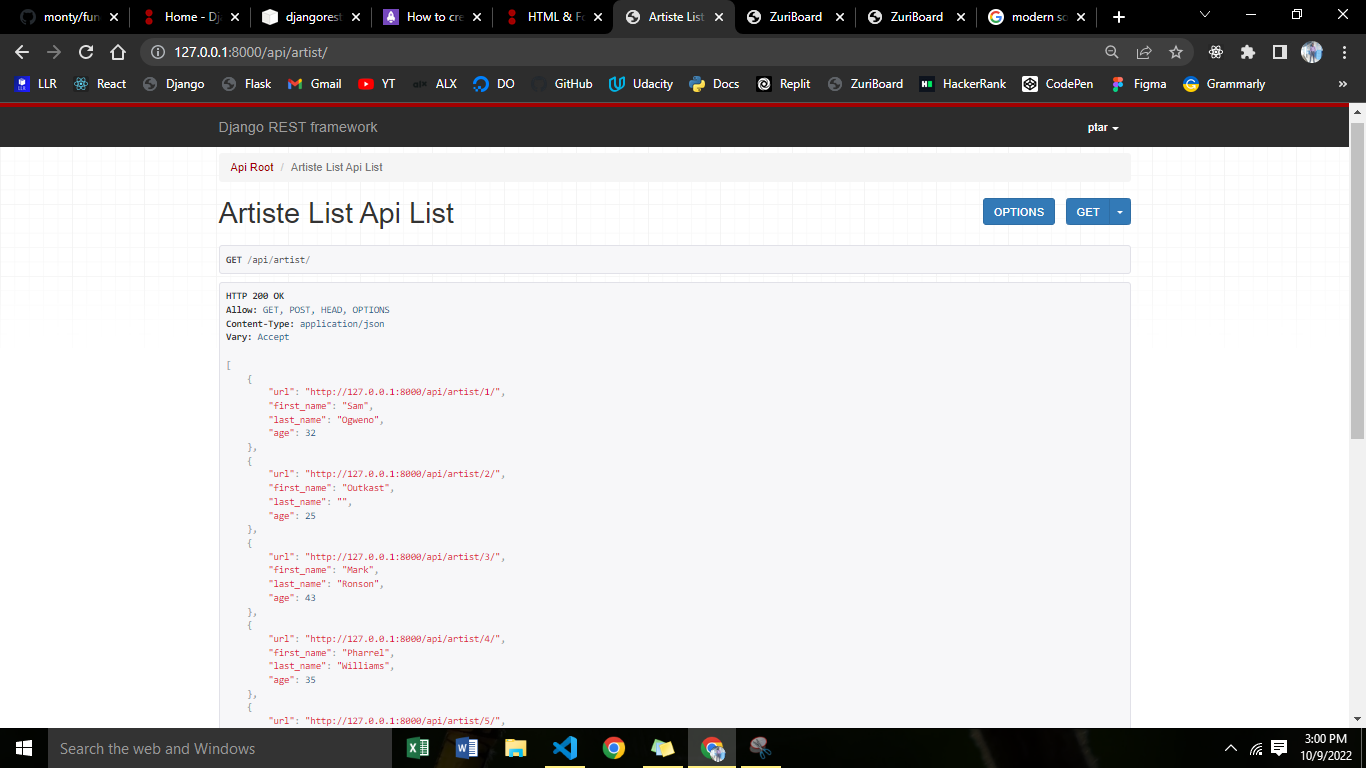 monty/fun
Home - Dj
djangorest
How to cre
HTML & Fo
Artiste List
ZuriBoard
ZuriBoard
modern so
127.0.0.1:8000/api/artist/
LLR React Django Flask Gmail YT ALX DO GitHub Udacity Docs Replit ZuriBoard HackerRank CodePen Figma Grammarly »
Django REST framework
ptar
Api Root / Artiste List Api List
Artiste List Api List
OPTIONS
GET
GET /api/artist/
HTTP 200 OK
Allow: GET, POST, HEAD, OPTIONS
Content-Type: application/json
Vary: Accept
[
{
"url": "http://127.0.0.1:8000/api/artist/1/",
"first_name": "Sam",
"last_name": "Ogweno",
"age": 32
},
{
"url": "http://127.0.0.1:8000/api/artist/2/",
"first_name": "Outkast",
"last_name": "",
"age": 25
},
{
"url": "http://127.0.0.1:8000/api/artist/3/",
"first_name": "Mark",
"last_name": "Ronson",
"age": 43
},
{
"url": "http://127.0.0.1:8000/api/artist/4/",
"first_name": "Pharrel",
"last_name": "Williams",
"age": 35
},
{
"url": "http://127.0.0.1:8000/api/artist/5/",
Search the web and Windows
3:00 PM
10/9/2022